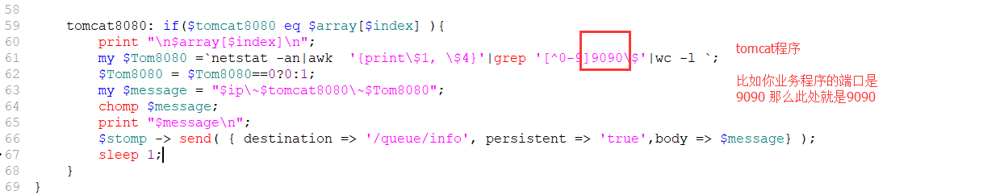 58
59 tomcat8080: if($tomcat8080 eq $array[$index] ){
60 print "\n$array[$index]\n";
61 my $Tom8080 =`netstat -an|awk  '{print\$1, \$4}'|grep '[^0-9]9090\$'|wc -l `;
62 $Tom8080 = $Tom8080==0?0:1;
63 my $message = "$ip\~$tomcat8080\~$Tom8080";
64 chomp $message;
65 print "$message\n";
66 $stomp -> send( { destination => '/queue/info', persistent => 'true',body => $message} );
67 sleep 1;
68 }
69 }
tomcat程序
比如你业务程序的端口是
9090 那么此处就是9090